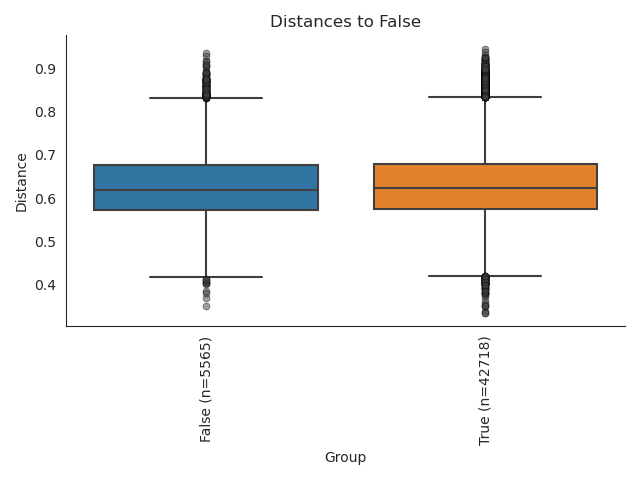 Distances to False
Distance
0.9
0.8
0.7
0.6
0.5
0.4
False (n=5565)
True (n=42718)
Group